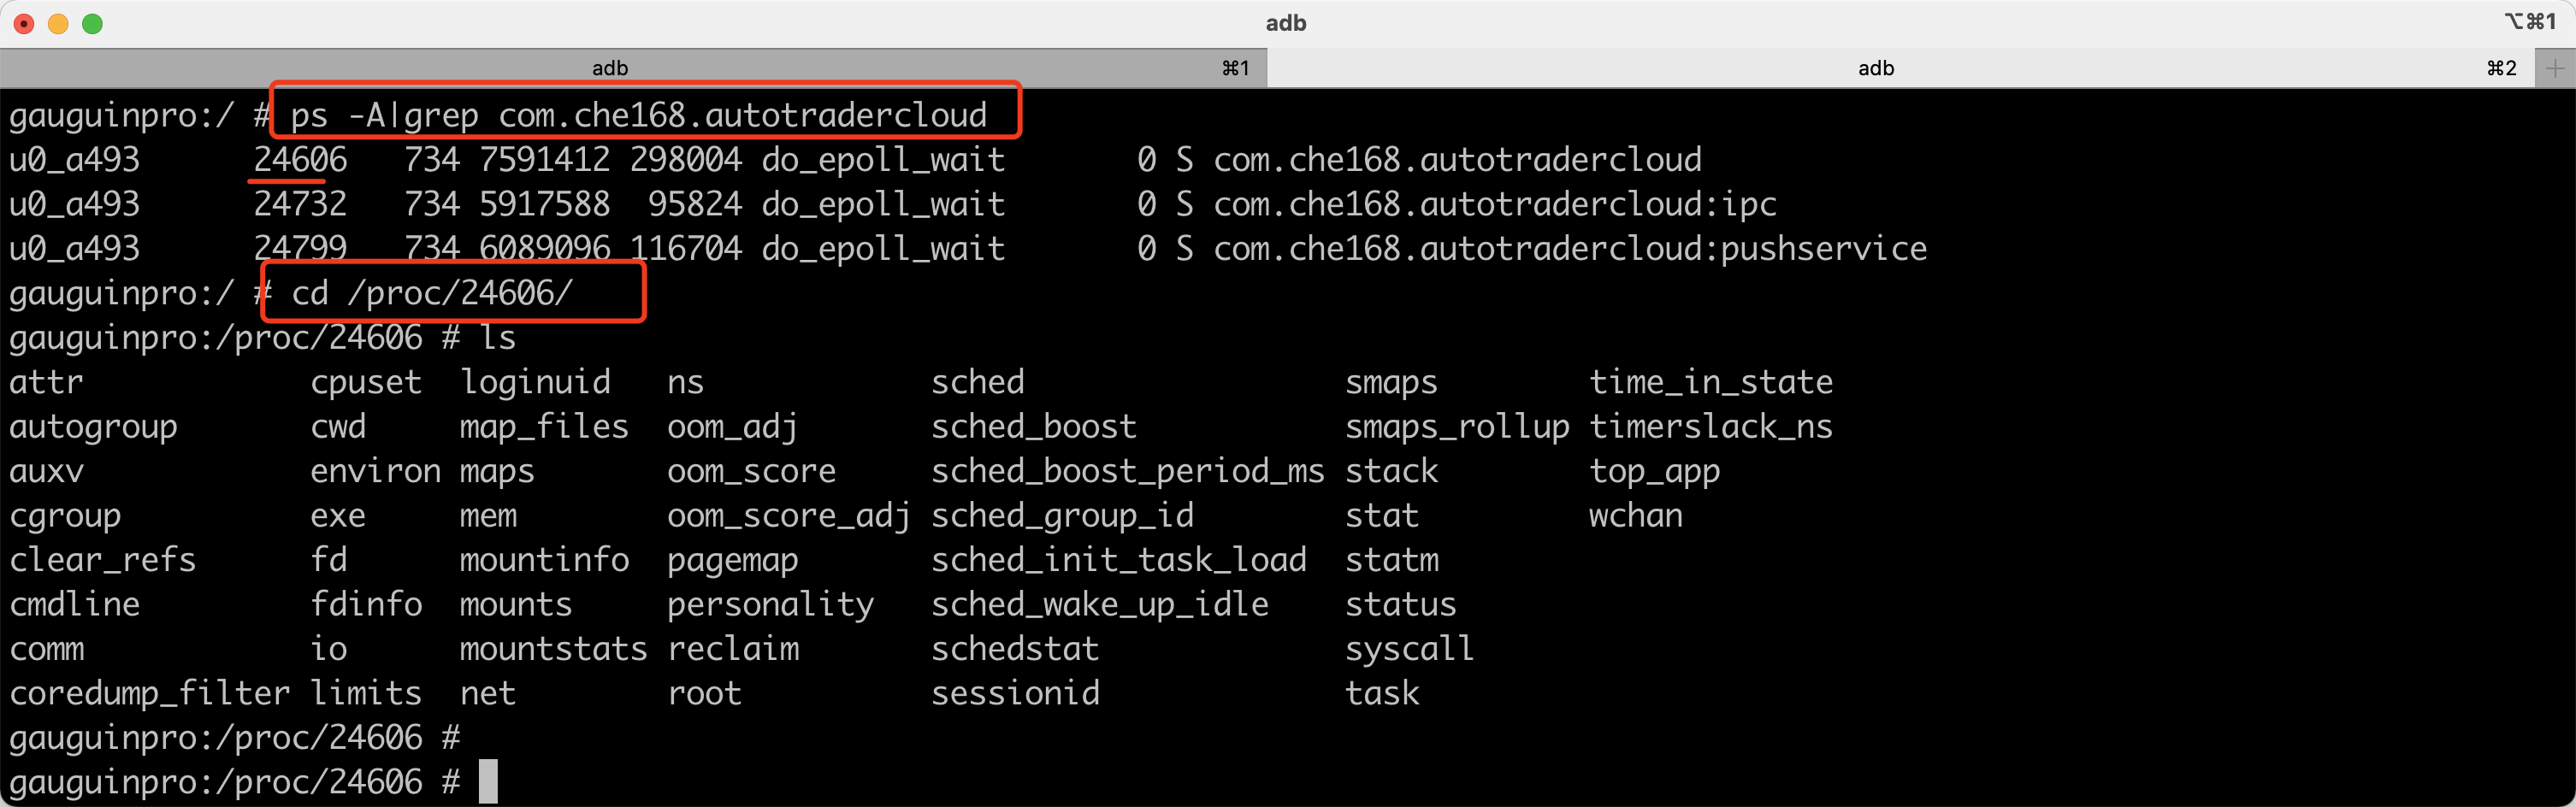 adb
⌥⌘1
adb ⌘1 adb ⌘2 +
gauguinpro:/ # ps -A|grep com.che168.autotradercloud
u0_a493 24606 734 7591412 298004 do_epoll_wait 0 S com.che168.autotradercloud
u0_a493 24732 734 5917588 95824 do_epoll_wait 0 S com.che168.autotradercloud:ipc
u0_a493 24799 734 6089096 116704 do_epoll_wait 0 S com.che168.autotradercloud:pushservice
gauguinpro:/ # cd /proc/24606/
gauguinpro:/proc/24606 # ls
attr cpuset loginuid ns sched smaps time_in_state
autogroup cwd map_files oom_adj sched_boost smaps_rollup timerslack_ns
auxv environ maps oom_score sched_boost_period_ms stack top_app
cgroup exe mem oom_score_adj sched_group_id stat wchan
clear_refs fd mountinfo pagemap sched_init_task_load statm
cmdline fdinfo mounts personality sched_wake_up_idle status
comm io mountstats reclaim schedstat syscall
coredump_filter limits net root sessionid task
gauguinpro:/proc/24606 #
gauguinpro:/proc/24606 #